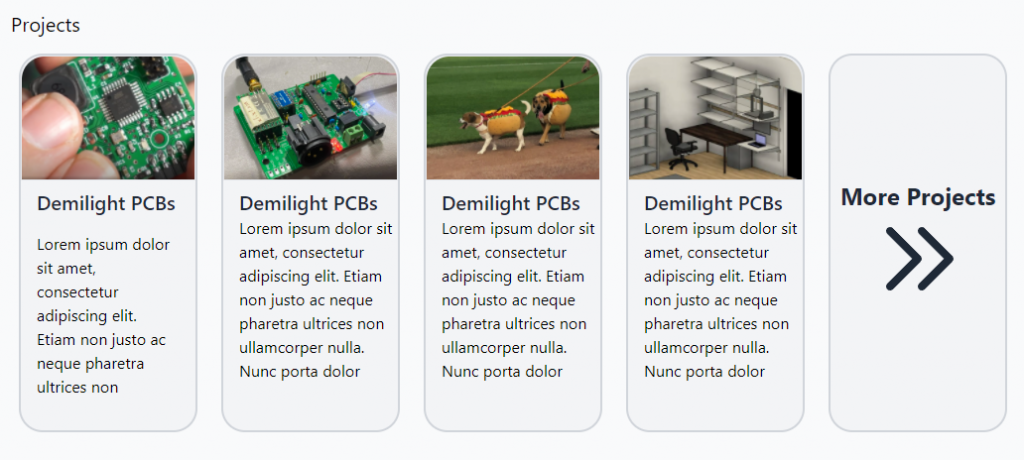 Projects
Demilight PCBs
Lorem ipsum dolor
sit amet,
consectetur
adipiscing elit.
Etiam non justo ac
neque pharetra
ultrices non
Demilight PCBs
Lorem ipsum dolor sit
amet, consectetur
adipiscing elit. Etiam
non justo ac neque
pharetra ultrices non
ullamcorper nulla.
Nunc porta dolor
Demilight PCBs
Lorem ipsum dolor sit
amet, consectetur
adipiscing elit. Etiam
non justo ac neque
pharetra ultrices non
ullamcorper nulla.
Nunc porta dolor
Demilight PCBs
Lorem ipsum dolor sit
amet, consectetur
adipiscing elit. Etiam
non justo ac neque
pharetra ultrices non
ullamcorper nulla.
Nunc porta dolor
More Projects